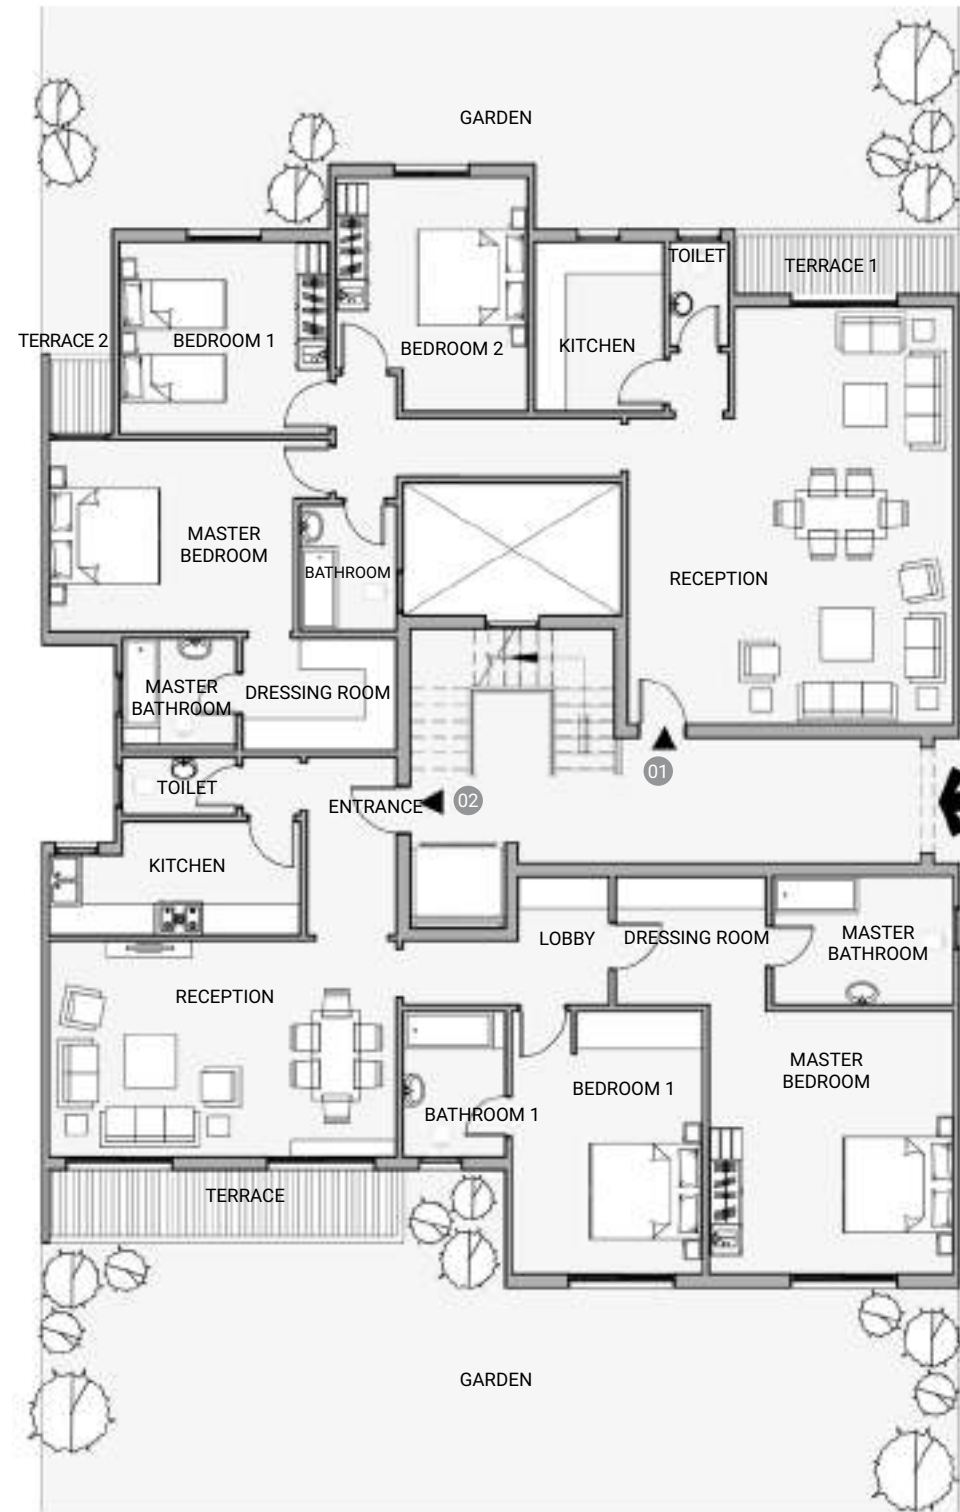 GARDEN
TOILET
TERRACE 1
TERRACE 2
BEDROOM 1
BEDROOM 2
KITCHEN
MASTER
BEDROOM
BATHROOM
RECEPTION
MASTER
BATHROOM
DRESSING ROOM
01
TOILET
ENTRANCE
02
KITCHEN
LOBBY
DRESSING ROOM
MASTER
BATHROOM
RECEPTION
MASTER
BEDROOM
BEDROOM 1
BATHROOM 1
TERRACE
GARDEN